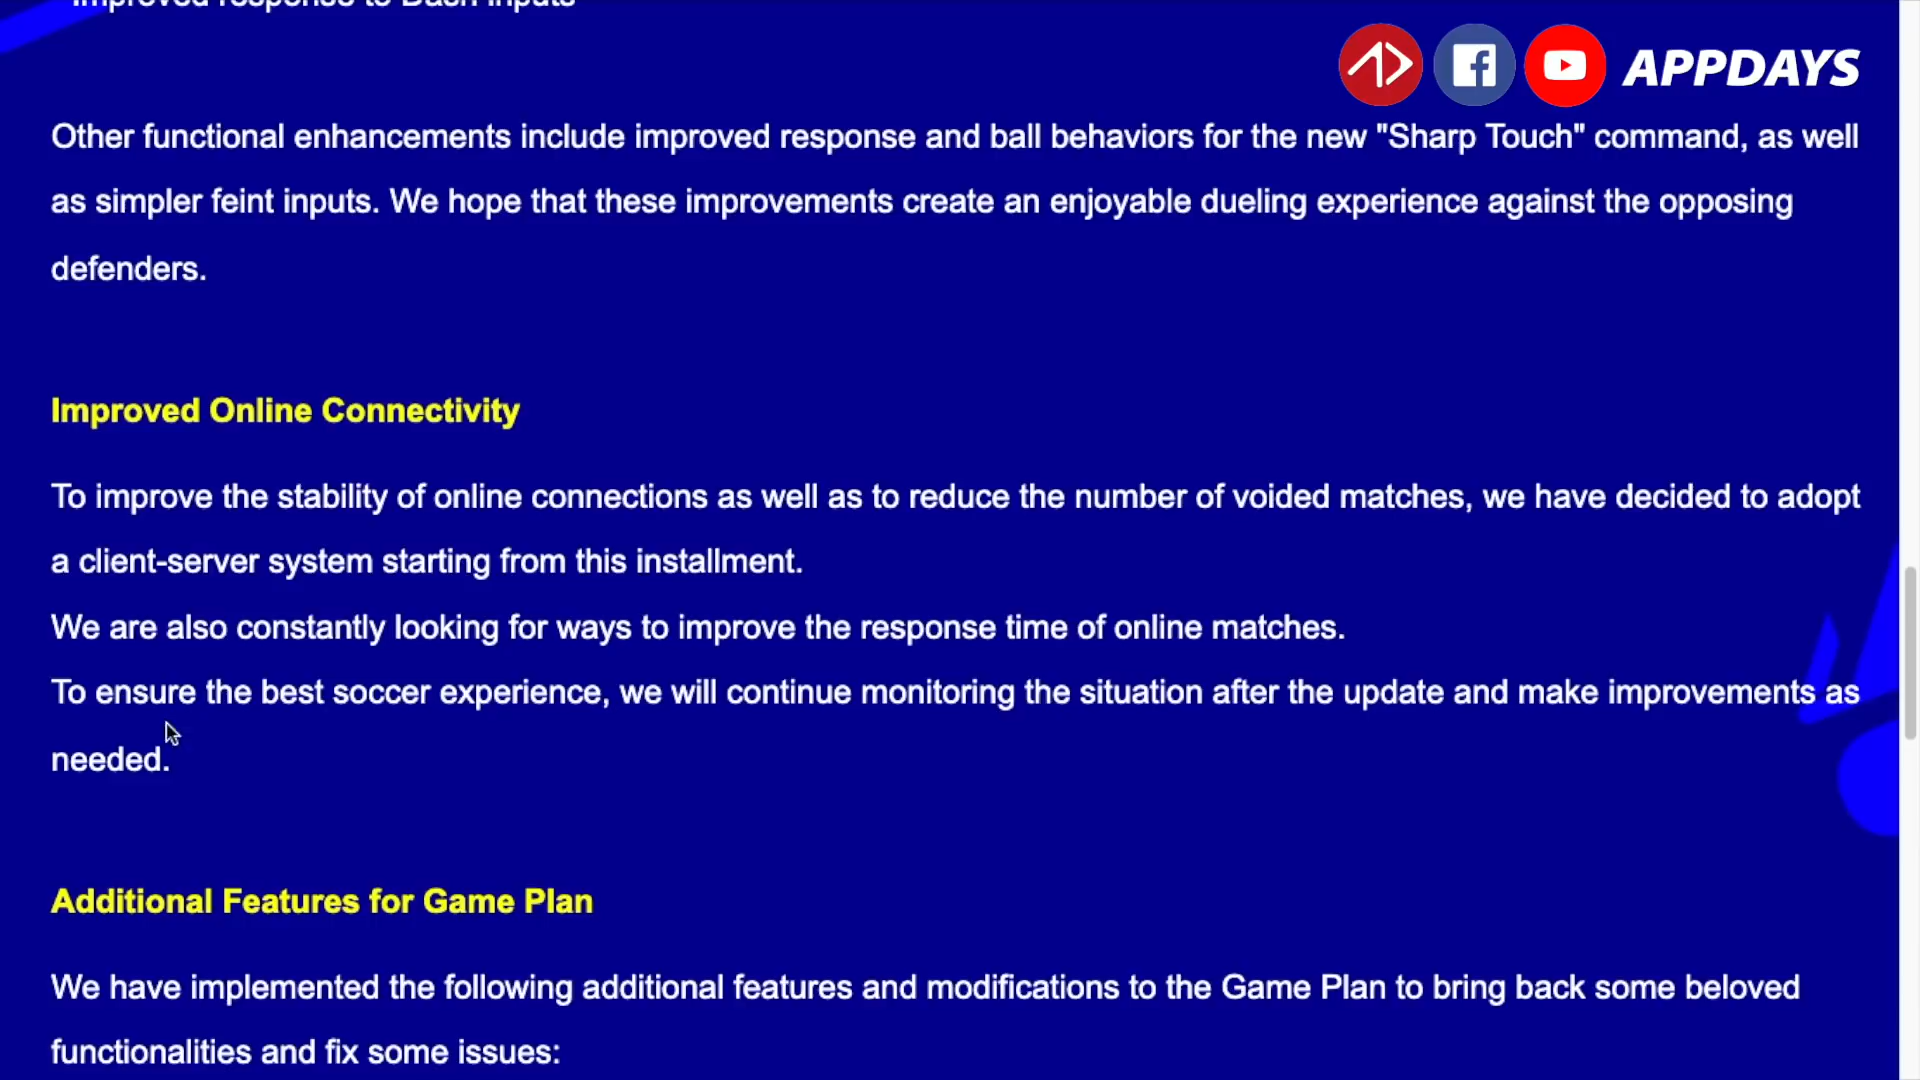 Improved response to Dash inputs
APPDAYS
Other functional enhancements include improved response and ball behaviors for the new "Sharp Touch" command, as well
as simpler feint inputs. We hope that these improvements create an enjoyable dueling experience against the opposing
defenders.
Improved Online Connectivity
To improve the stability of online connections as well as to reduce the number of voided matches, we have decided to adopt
a client-server system starting from this installment.
We are also constantly looking for ways to improve the response time of online matches.
To ensure the best soccer experience, we will continue monitoring the situation after the update and make improvements as
needed.
Additional Features for Game Plan
We have implemented the following additional features and modifications to the Game Plan to bring back some beloved
functionalities and fix some issues: